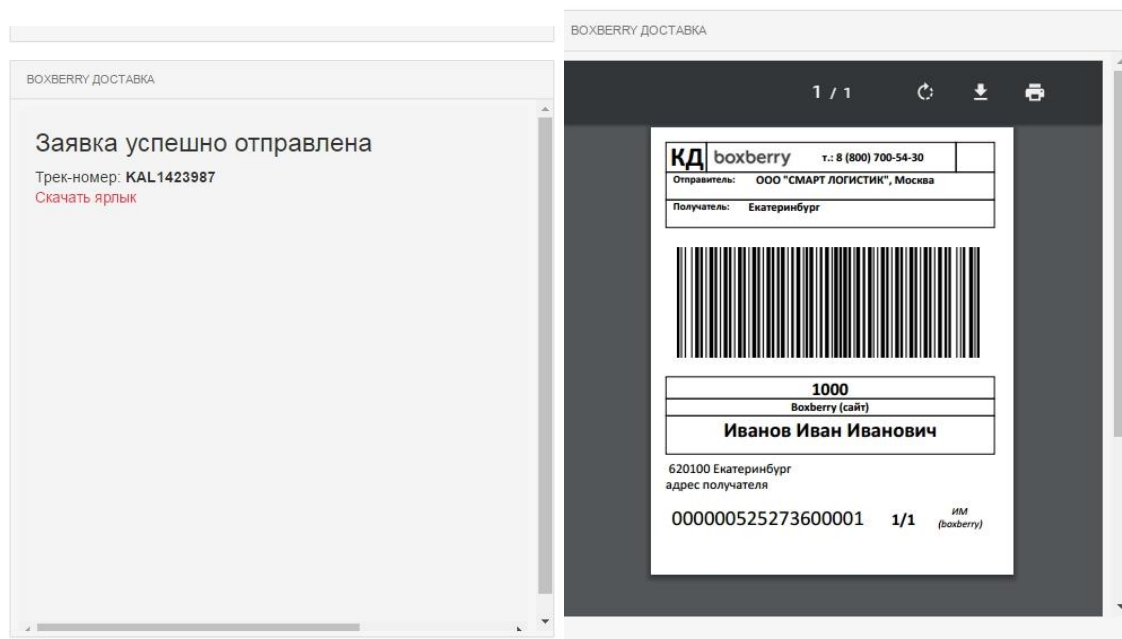 BOXBERRY ДОСТАВКА
Заявка успешно отправлена
Трек-номер: KAL1423987
Скачать ярлык
BOXBERRY ДОСТАВКА
1 / 1
КД boxberry т.: 8 (800) 700-54-30
Отправитель: ООО "СМАРТ ЛОГИСТИК", Москва
Получатель: Екатеринбург
1000
Boxberry (сайт)
Иванов Иван Иванович
620100 Екатеринбург
адрес получателя
000000525273600001 1/1 ИМ
(boxberry)